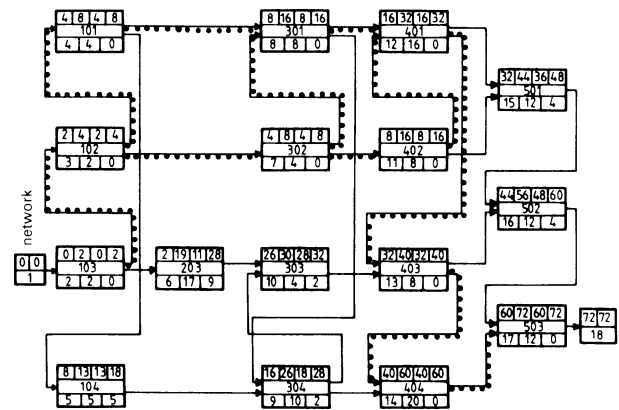 4 8 4 8
101
4 4 0
8 16 8 16
301
8 8 0
16 32 16 32
401
12 16 0
32 44 36 48
501
15 12 4
2 4 2 4
102
3 2 0
4 8 4 8
302
7 4 0
8 16 8 16
402
11 8 0
44 56 48 60
502
16 12 4
network
0 0
1
0 2 0 2
103
2 2 0
2 19 11 28
203
6 17 9
26 30 28 32
303
10 4 2
32 40 32 40
403
13 8 0
60 72 60 72
503
17 12 0
72 72
18
8 13 13 18
104
5 5 5
16 26 18 28
304
9 10 2
40 60 40 60
404
14 20 0